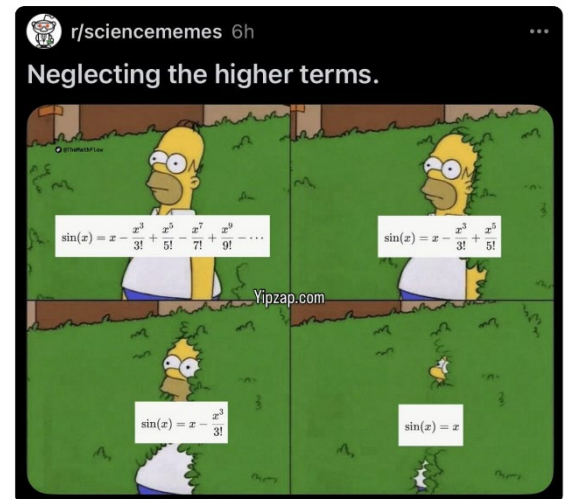 r/sciencememes 6h
Neglecting the higher terms.
@TheMathFlow
sin(x) = x − x³/3! + x⁵/5! − x⁷/7! + x⁹/9! − ⋯
sin(x) = x − x³/3! + x⁵/5!
Yipzap.com
sin(x) = x − x³/3!
sin(x) = x